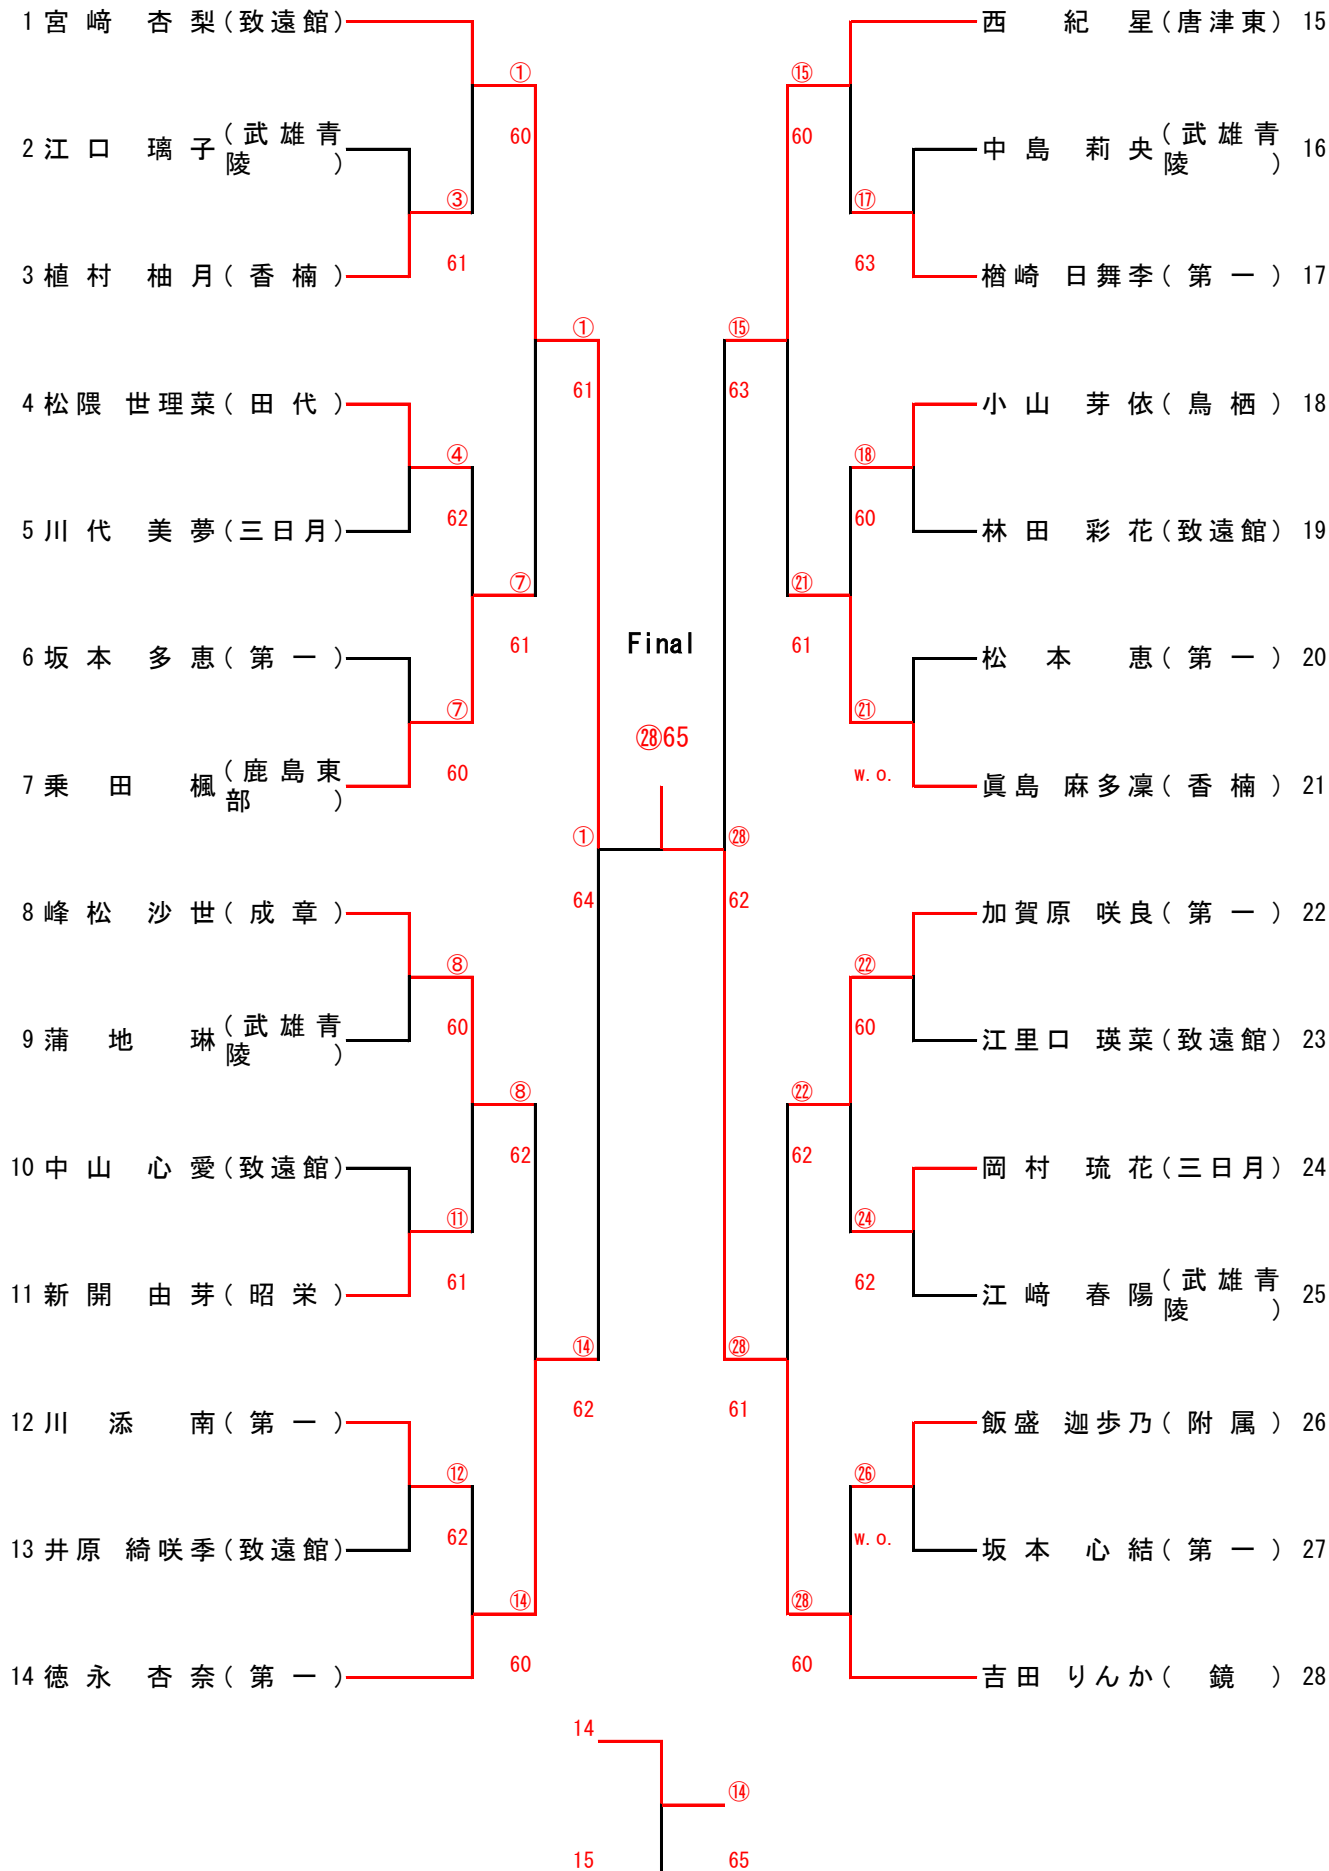 1 宮﨑 杏梨(致遠館)
①
60
2 江口 璃子(武雄青陵)
③
61
3 植村 柚月(香楠)
①
61
4 松隈 世理菜(田代)
④
62
5 川代 美夢(三日月)
⑦
61
6 坂本 多恵(第一)
⑦
60
7 乗田 楓(鹿島東部)
①
64
8 峰松 沙世(成章)
⑧
60
9 蒲地 琳(武雄青陵)
⑧
62
10 中山 心愛(致遠館)
⑪
61
11 新開 由芽(昭栄)
⑭
62
12 川添 南(第一)
⑫
62
13 井原 綺咲季(致遠館)
⑭
60
14 徳永 杏奈(第一)
Final
㉘65
西 紀星(唐津東) 15
⑮
60
中島 莉央(武雄青陵) 16
⑰
63
楢崎 日舞李(第一) 17
⑮
63
小山 芽依(鳥栖) 18
⑱
60
林田 彩花(致遠館) 19
㉑
61
松本 恵(第一) 20
㉑
w.o.
眞島 麻多凜(香楠) 21
㉘
62
加賀原 咲良(第一) 22
㉒
60
江里口 瑛菜(致遠館) 23
㉒
62
岡村 琉花(三日月) 24
㉔
62
江﨑 春陽(武雄青陵) 25
㉘
61
飯盛 迦歩乃(附属) 26
㉖
w.o.
坂本 心結(第一) 27
㉘
60
吉田 りんか(鏡) 28
14
⑭
15
65